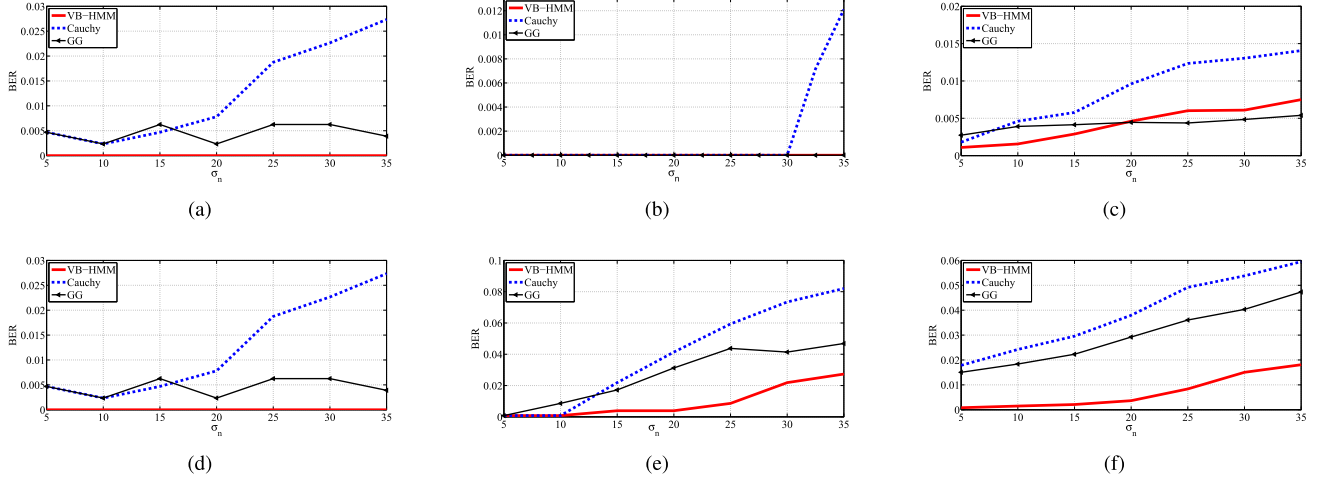 0.03
0.025
0.02
0.015
0.01
0.005
0
BER
VB−HMM
Cauchy
GG
5 10 15 20 25 30 35
σn
(a)
0.012
0.01
0.008
0.006
0.004
0.002
0
BER
VB−HMM
Cauchy
GG
5 10 15 20 25 30 35
σn
(b)
0.02
0.015
0.01
0.005
0
BER
VB−HMM
Cauchy
GG
5 10 15 20 25 30 35
σn
(c)
0.03
0.025
0.02
0.015
0.01
0.005
0
BER
VB−HMM
Cauchy
GG
5 10 15 20 25 30 35
σn
(d)
0.1
0.08
0.06
0.04
0.02
0
BER
VB−HMM
Cauchy
GG
5 10 15 20 25 30 35
σn
(e)
0.06
0.05
0.04
0.03
0.02
0.01
0
BER
VB−HMM
Cauchy
GG
5 10 15 20 25 30 35
σn
(f)